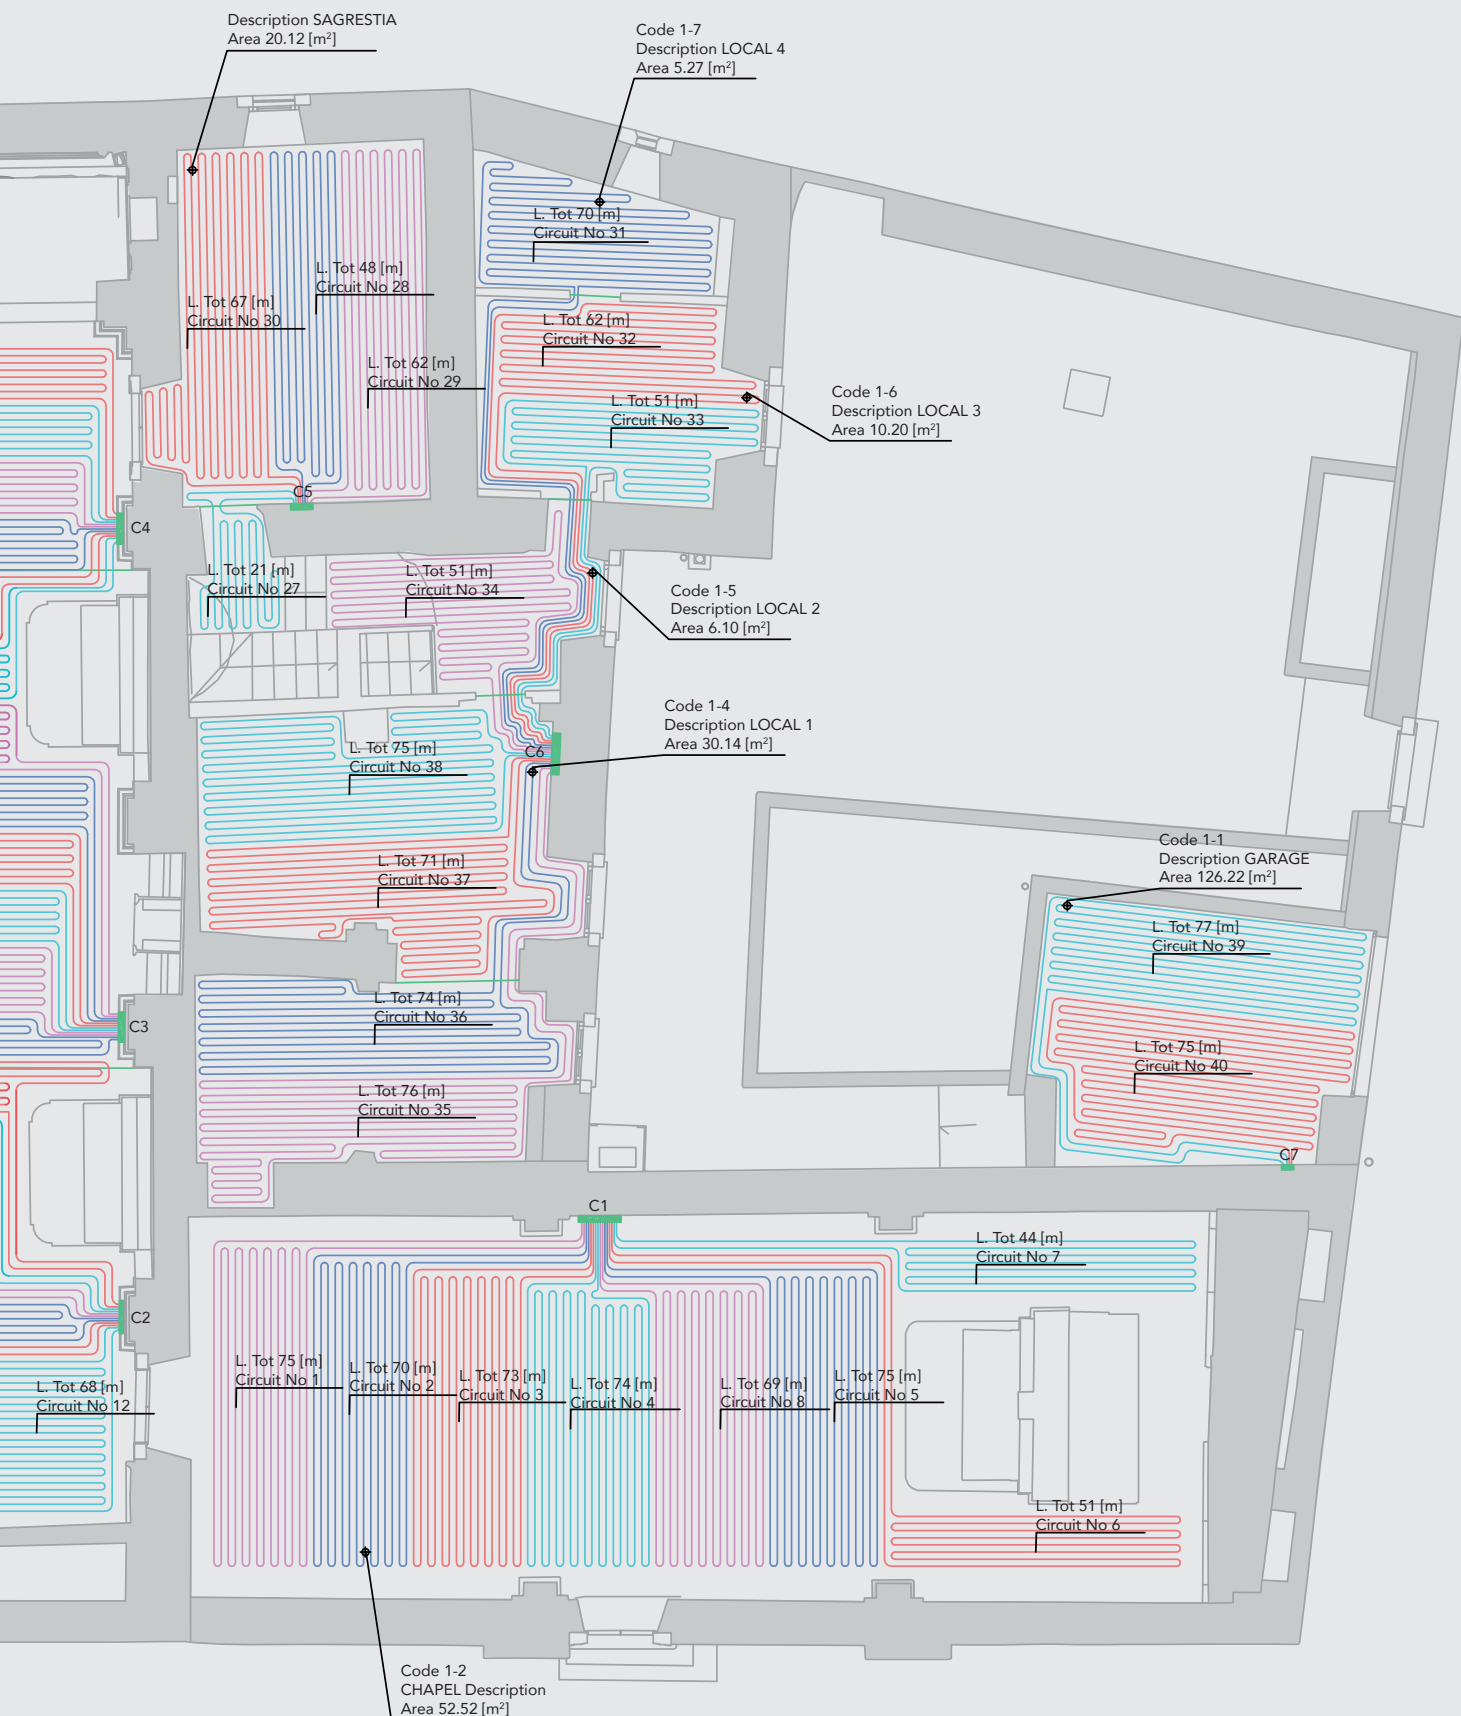 Description SAGRESTIA
Area 20.12 [m²]
Code 1-7
Description LOCAL 4
Area 5.27 [m²]
L. Tot 70 [m]
Circuit No 31
L. Tot 48 [m]
Circuit No 28
L. Tot 67 [m]
Circuit No 30
L. Tot 62 [m]
Circuit No 32
L. Tot 62 [m]
Circuit No 29
L. Tot 51 [m]
Circuit No 33
Code 1-6
Description LOCAL 3
Area 10.20 [m²]
C5
C4
L. Tot 21 [m]
Circuit No 27
L. Tot 51 [m]
Circuit No 34
Code 1-5
Description LOCAL 2
Area 6.10 [m²]
Code 1-4
Description LOCAL 1
Area 30.14 [m²]
C6
L. Tot 75 [m]
Circuit No 38
L. Tot 71 [m]
Circuit No 37
Code 1-1
Description GARAGE
Area 126.22 [m²]
L. Tot 77 [m]
Circuit No 39
L. Tot 74 [m]
Circuit No 36
C3
L. Tot 75 [m]
Circuit No 40
L. Tot 76 [m]
Circuit No 35
C7
C1
L. Tot 44 [m]
Circuit No 7
C2
L. Tot 68 [m]
Circuit No 12
L. Tot 75 [m]
Circuit No 1
L. Tot 70 [m]
Circuit No 2
L. Tot 73 [m]
Circuit No 3
L. Tot 74 [m]
Circuit No 4
L. Tot 69 [m]
Circuit No 8
L. Tot 75 [m]
Circuit No 5
L. Tot 51 [m]
Circuit No 6
Code 1-2
CHAPEL Description
Area 52.52 [m²]